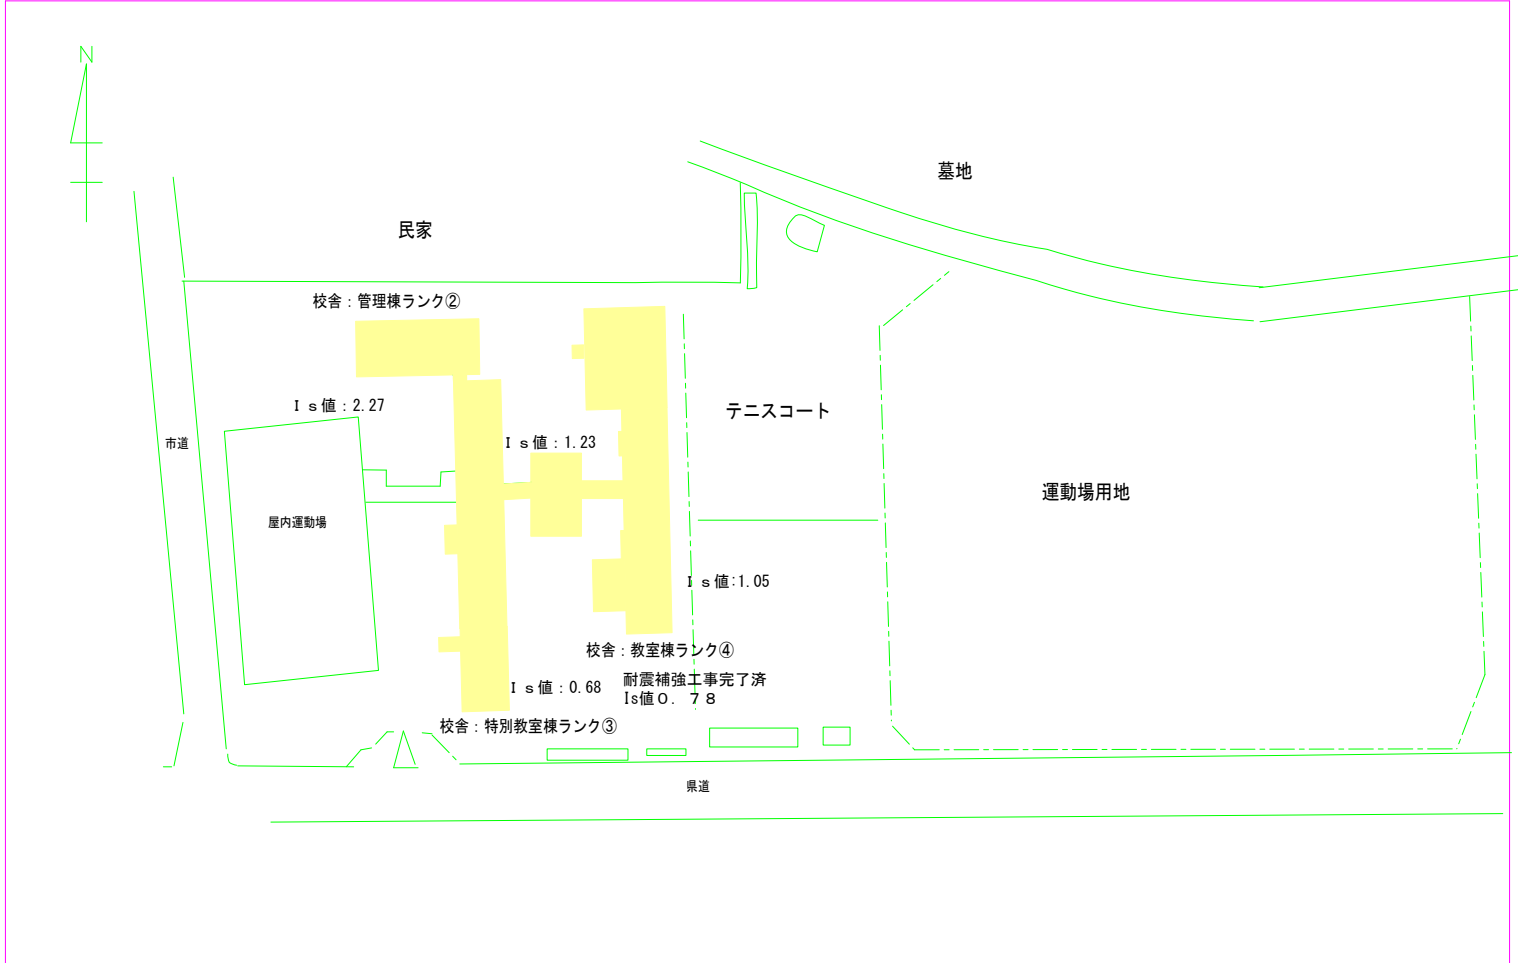 N
墓地
民家
校舎：管理棟ランク②
Ｉｓ値：2.27
テニスコート
市道
Ｉｓ値：1.23
運動場用地
屋内運動場
Ｉｓ値:1.05
校舎：教室棟ランク④
耐震補強工事完了済
Is値０．７８
Ｉｓ値：0.68
校舎：特別教室棟ランク③
県道